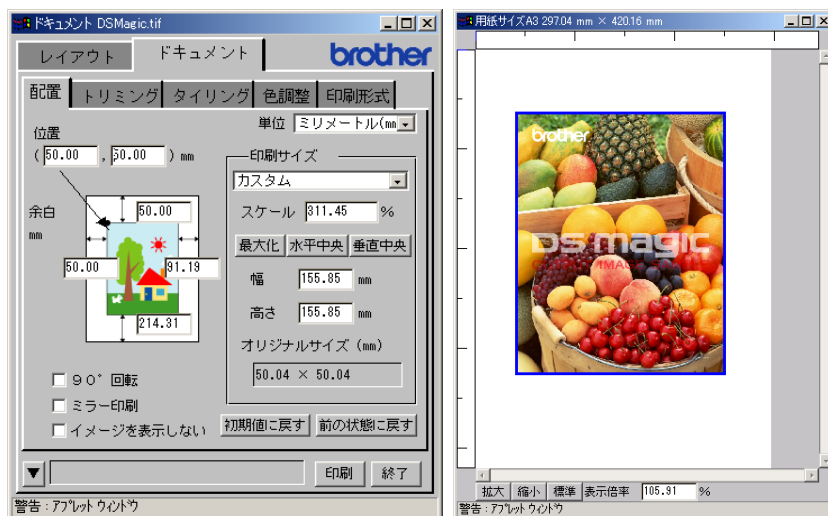 ドキュメント DSMagic.tif
レイアウト ドキュメント brother
配置 トリミング タイリング 色調整 印刷形式
単位 ミリメートル(mm
位置
( 50.00 , 50.00 ) mm
余白
mm
50.00
50.00 91.19
214.31
印刷サイズ
カスタム
スケール 311.45 %
最大化 水平中央 垂直中央
幅 155.85 mm
高さ 155.85 mm
オリジナルサイズ (mm)
50.04 × 50.04
90°回転
ミラー印刷
イメージを表示しない
初期値に戻す 前の状態に戻す
印刷 終了
警告 : アプレット ウィンドウ
用紙サイズA3 297.04 mm × 420.16 mm
brother
DS magic
拡大 縮小 標準 表示倍率 105.91 %
警告 : アプレット ウィンドウ